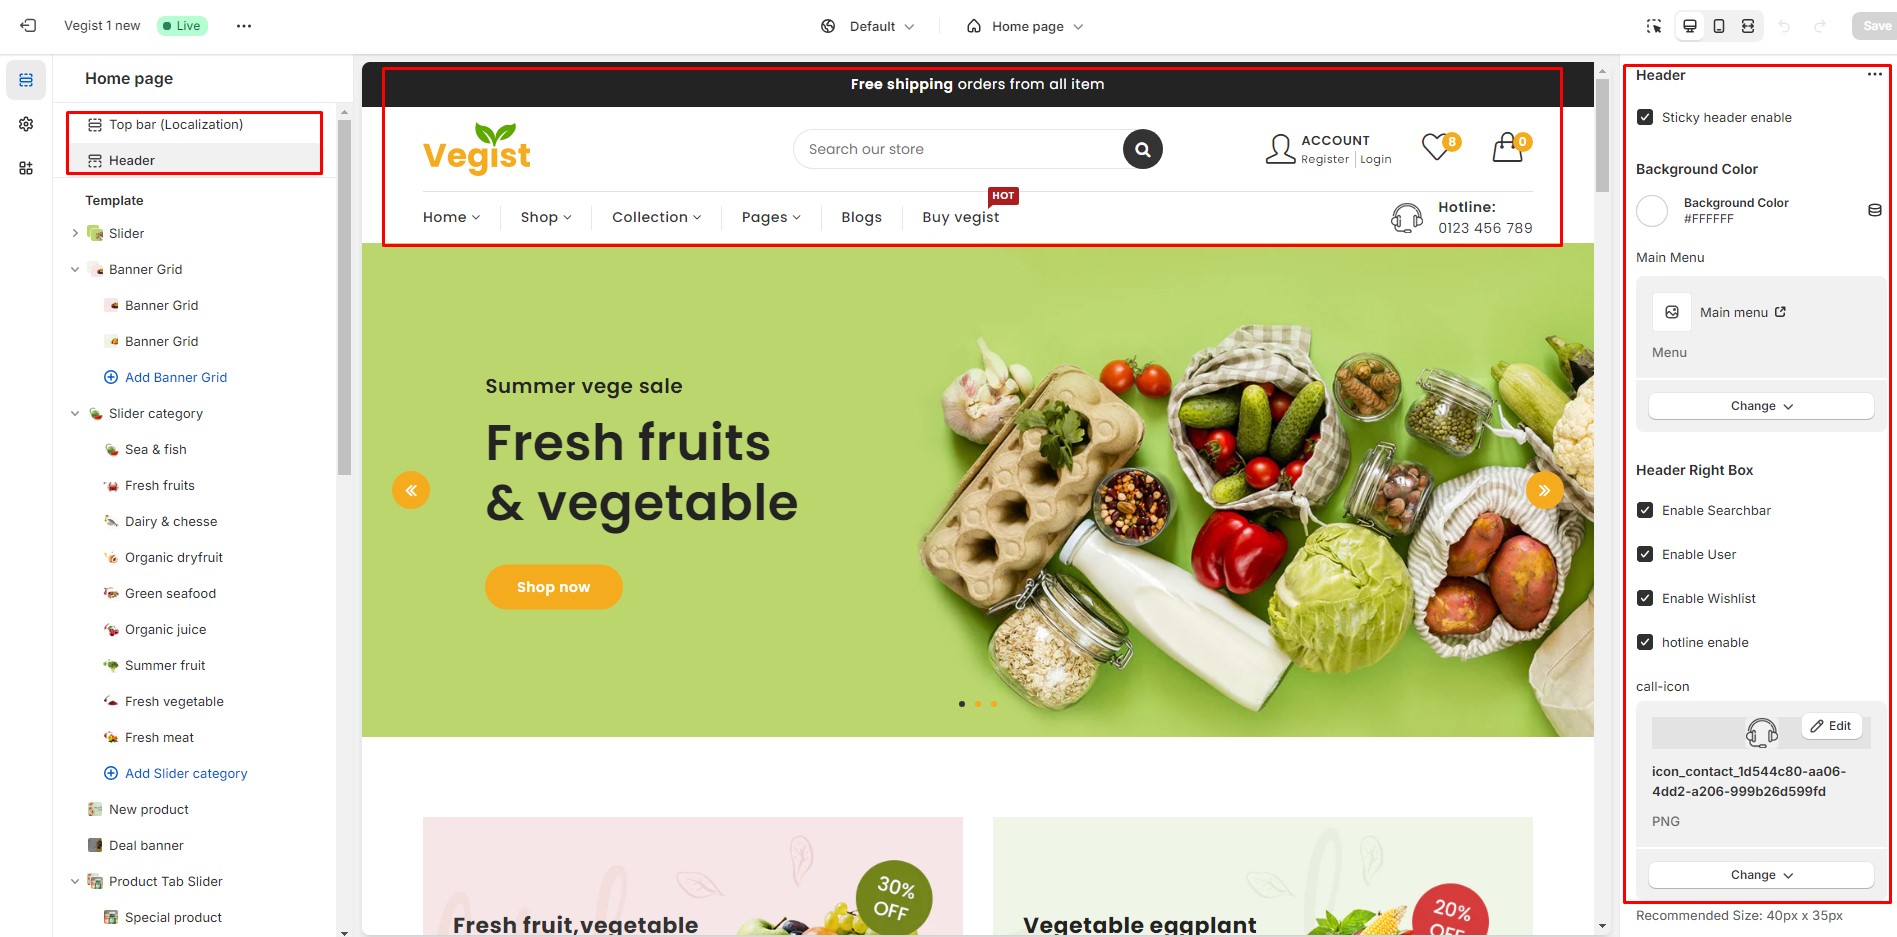 Vegist 1 new
Live
Default
Home page
Save
Home page
Top bar (Localization)
Header
Template
Slider
Banner Grid
Banner Grid
Banner Grid
Add Banner Grid
Slider category
Sea & fish
Fresh fruits
Dairy & chesse
Organic dryfruit
Green seafood
Organic juice
Summer fruit
Fresh vegetable
Fresh meat
Add Slider category
New product
Deal banner
Product Tab Slider
Special product
Free shipping orders from all item
Vegist
Search our store
ACCOUNT
Register | Login
8
0
HOT
Home
Shop
Collection
Pages
Blogs
Buy vegist
Hotline:
0123 456 789
Summer vege sale
Fresh fruits
& vegetable
Shop now
30%
OFF
Fresh fruit,vegetable
20%
OFF
Vegetable eggplant
Header
Sticky header enable
Background Color
Background Color
#FFFFFF
Main Menu
Main menu
Menu
Change
Header Right Box
Enable Searchbar
Enable User
Enable Wishlist
hotline enable
call-icon
Edit
icon_contact_1d544c80-aa06-
4dd2-a206-999b26d599fd
PNG
Change
Recommended Size: 40px x 35px